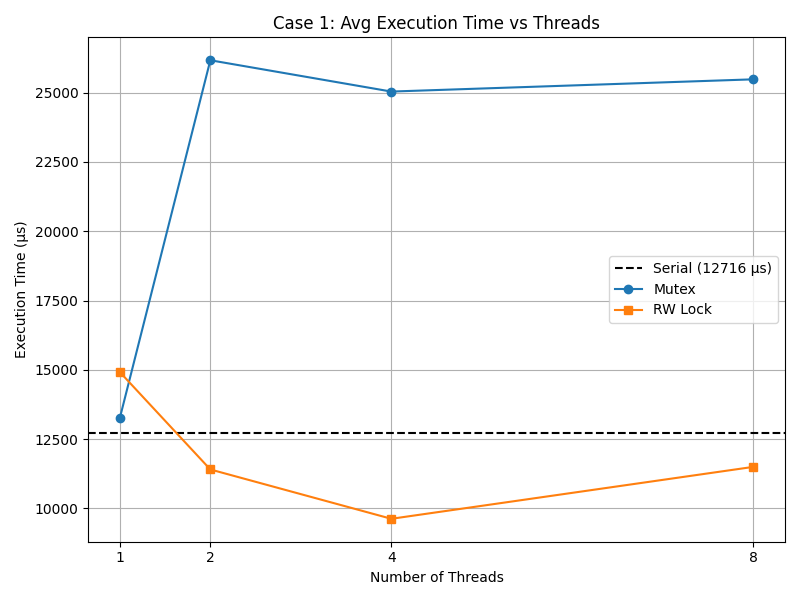 Case 1: Avg Execution Time vs Threads
Execution Time (µs)
25000
22500
20000
17500
15000
12500
10000
Serial (12716 µs)
Mutex
RW Lock
1 2 4 8
Number of Threads